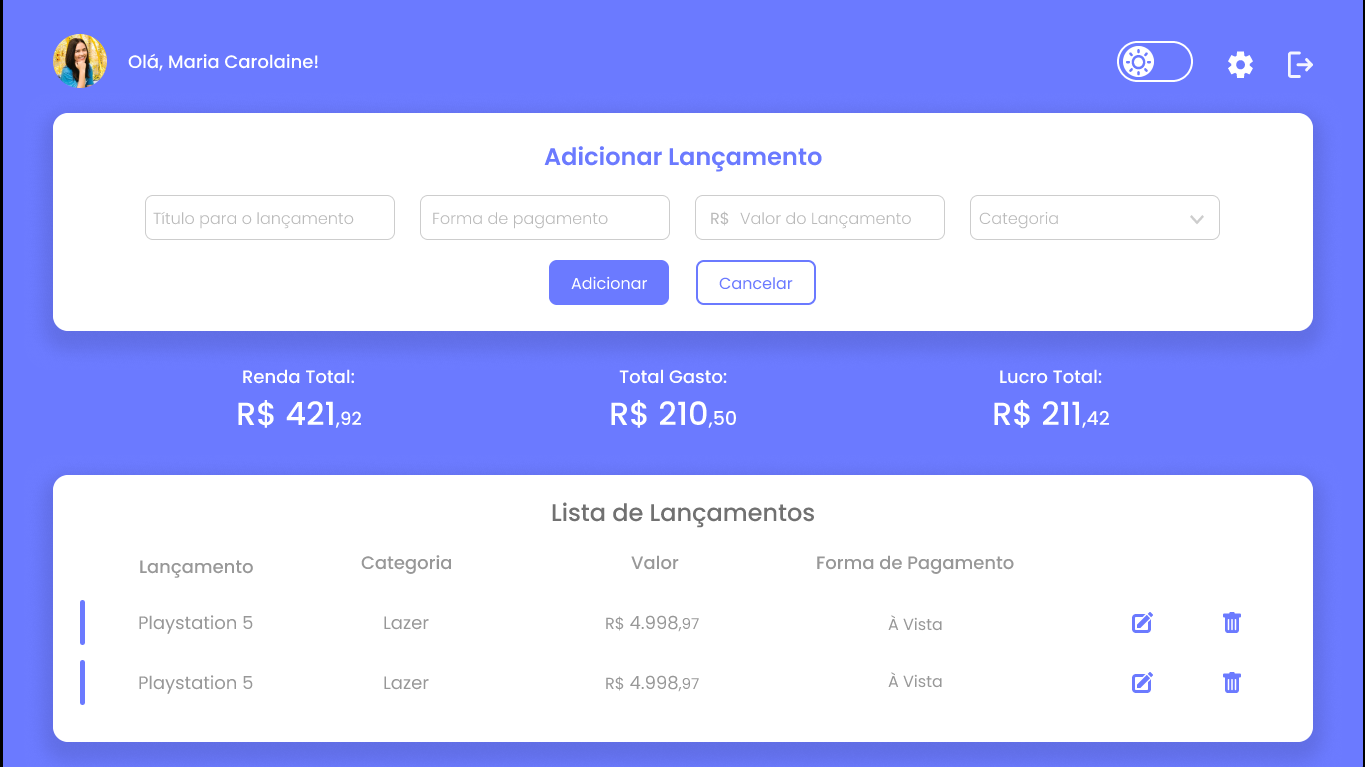 Olá, Maria Carolaine!
Adicionar Lançamento
Título para o lançamento Forma de pagamento R$ Valor do Lançamento Categoria
Adicionar Cancelar
Renda Total: Total Gasto: Lucro Total:
R$ 421,92 R$ 210,50 R$ 211,42
Lista de Lançamentos
Lançamento Categoria Valor Forma de Pagamento
Playstation 5 Lazer R$ 4.998,97 À Vista
Playstation 5 Lazer R$ 4.998,97 À Vista